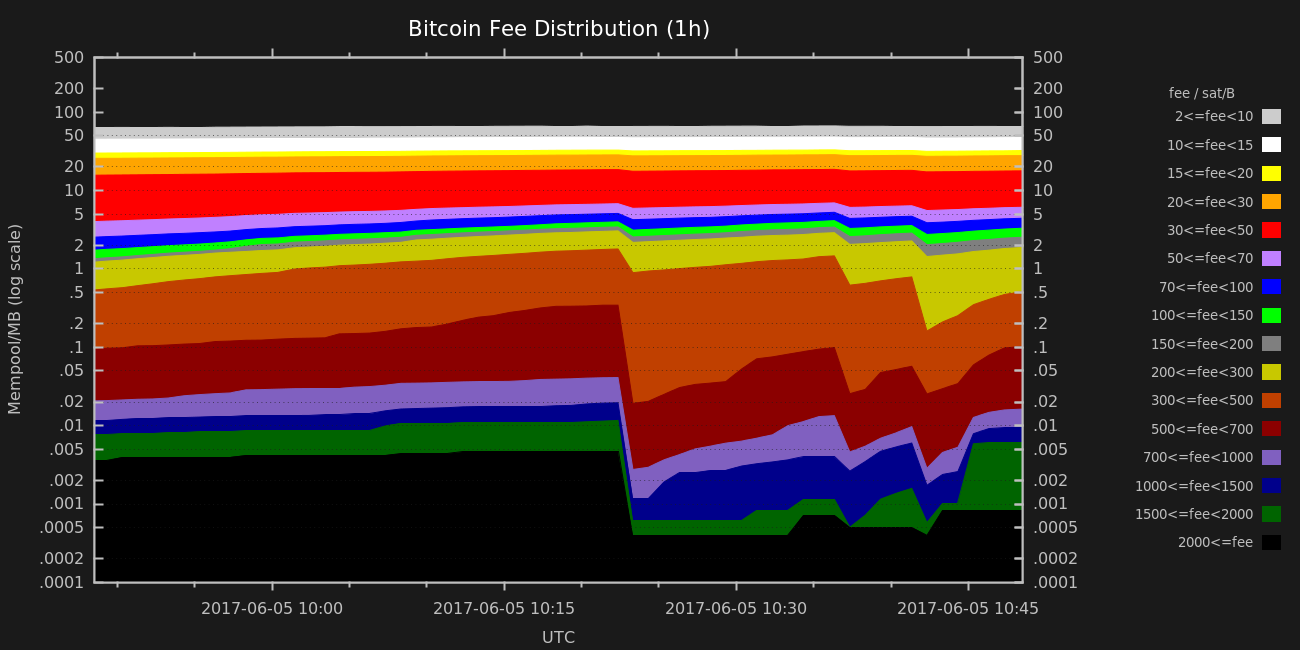 Bitcoin Fee Distribution (1h)
Mempool/MB (log scale)
500
200
100
50
20
10
5
2
1
.5
.2
.1
.05
.02
.01
.005
.002
.001
.0005
.0002
.0001
500
200
100
50
20
10
5
2
1
.5
.2
.1
.05
.02
.01
.005
.002
.001
.0005
.0002
.0001
2017-06-05 10:00
2017-06-05 10:15
2017-06-05 10:30
2017-06-05 10:45
UTC
fee / sat/B
2<=fee<10
10<=fee<15
15<=fee<20
20<=fee<30
30<=fee<50
50<=fee<70
70<=fee<100
100<=fee<150
150<=fee<200
200<=fee<300
300<=fee<500
500<=fee<700
700<=fee<1000
1000<=fee<1500
1500<=fee<2000
2000<=fee